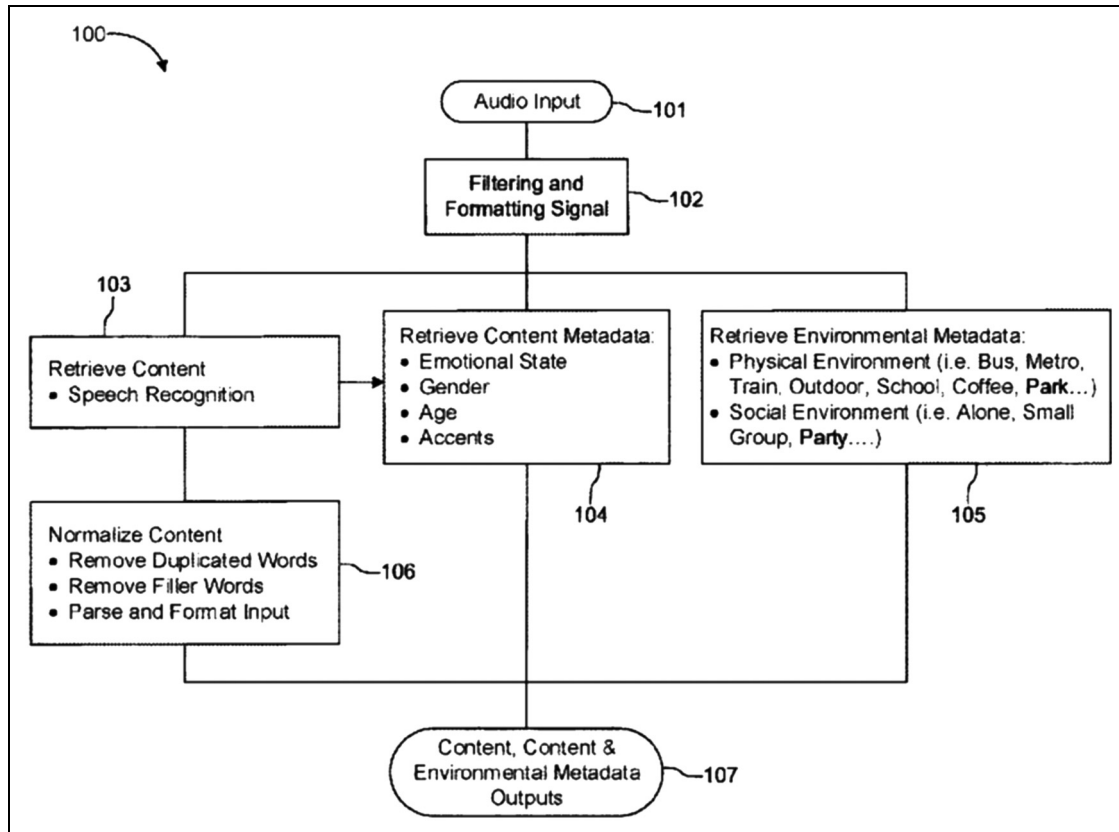 100
Audio Input
101
Filtering and
Formatting Signal
102
103
Retrieve Content
• Speech Recognition
Retrieve Content Metadata:
• Emotional State
• Gender
• Age
• Accents
104
Retrieve Environmental Metadata:
• Physical Environment (i.e. Bus, Metro,
Train, Outdoor, School, Coffee, Park...)
• Social Environment (i.e. Alone, Small
Group, Party....)
105
Normalize Content
• Remove Duplicated Words
• Remove Filler Words
• Parse and Format Input
106
Content, Content &
Environmental Metadata
Outputs
107